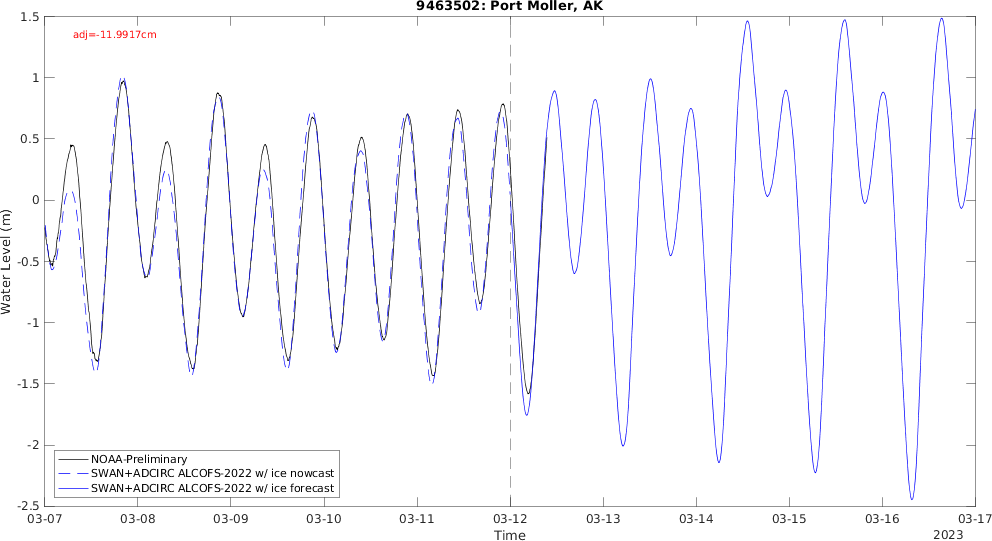 9463502: Port Moller, AK
adj=-11.9917cm
1.5
1
0.5
0
-0.5
-1
-1.5
-2
-2.5
Water Level (m)
NOAA-Preliminary
SWAN+ADCIRC ALCOFS-2022 w/ ice nowcast
SWAN+ADCIRC ALCOFS-2022 w/ ice forecast
03-07 03-08 03-09 03-10 03-11 03-12 03-13 03-14 03-15 03-16 03-17
Time
2023